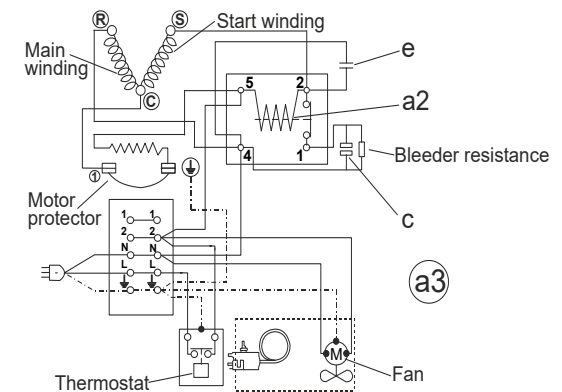 R
S
Start winding
Main
winding
C
e
5
2
a2
4
1
Bleeder resistance
c
1
Motor
protector
1 1
2 2
N N
L L
a3
M
Fan
Thermostat